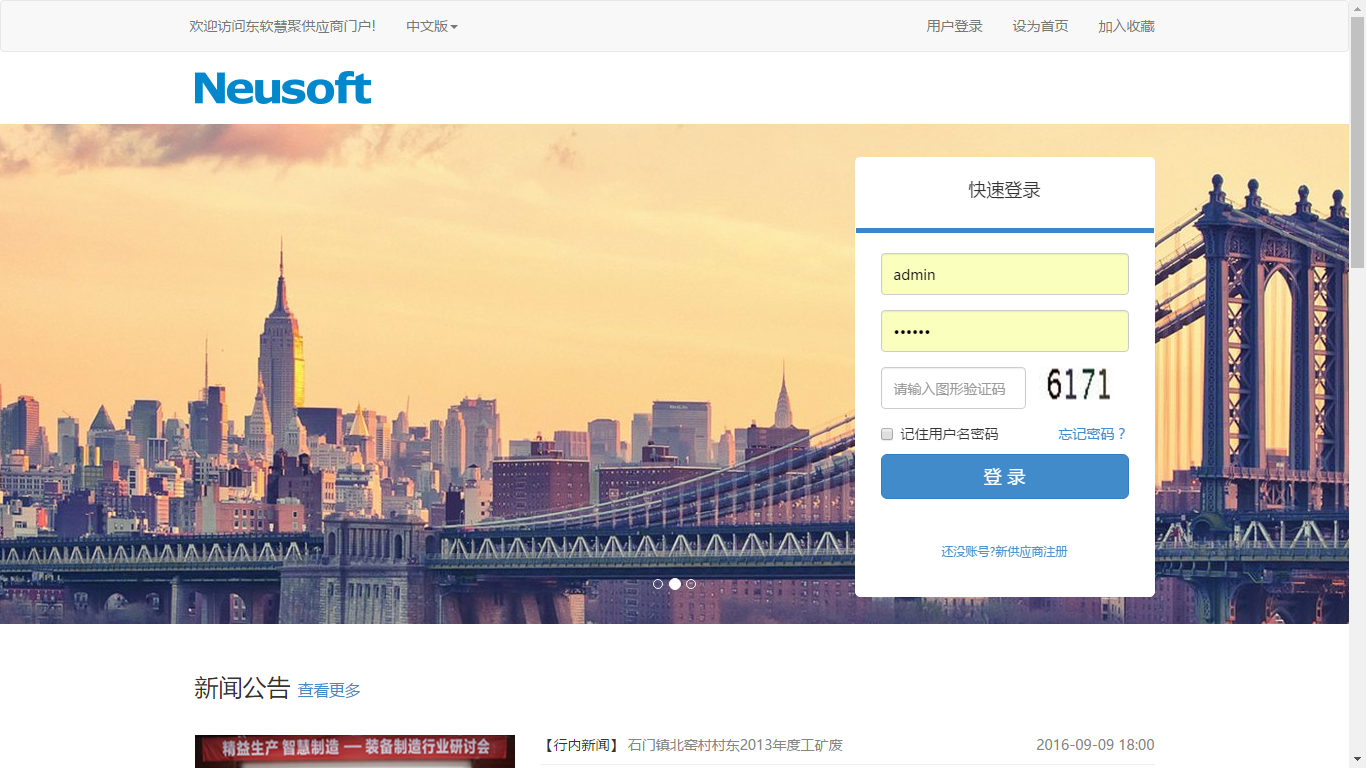 欢迎访问东软慧聚供应商门户! 中文版 用户登录 设为首页 加入收藏
Neusoft
快速登录
admin
••••••
请输入图形验证码 6171
记住用户名密码 忘记密码？
登 录
还没账号?新供应商注册
新闻公告 查看更多
精益生产 智慧制造 一 装备制造行业研讨会
【行内新闻】 石门镇北窑村村东2013年度工矿废 2016-09-09 18:00